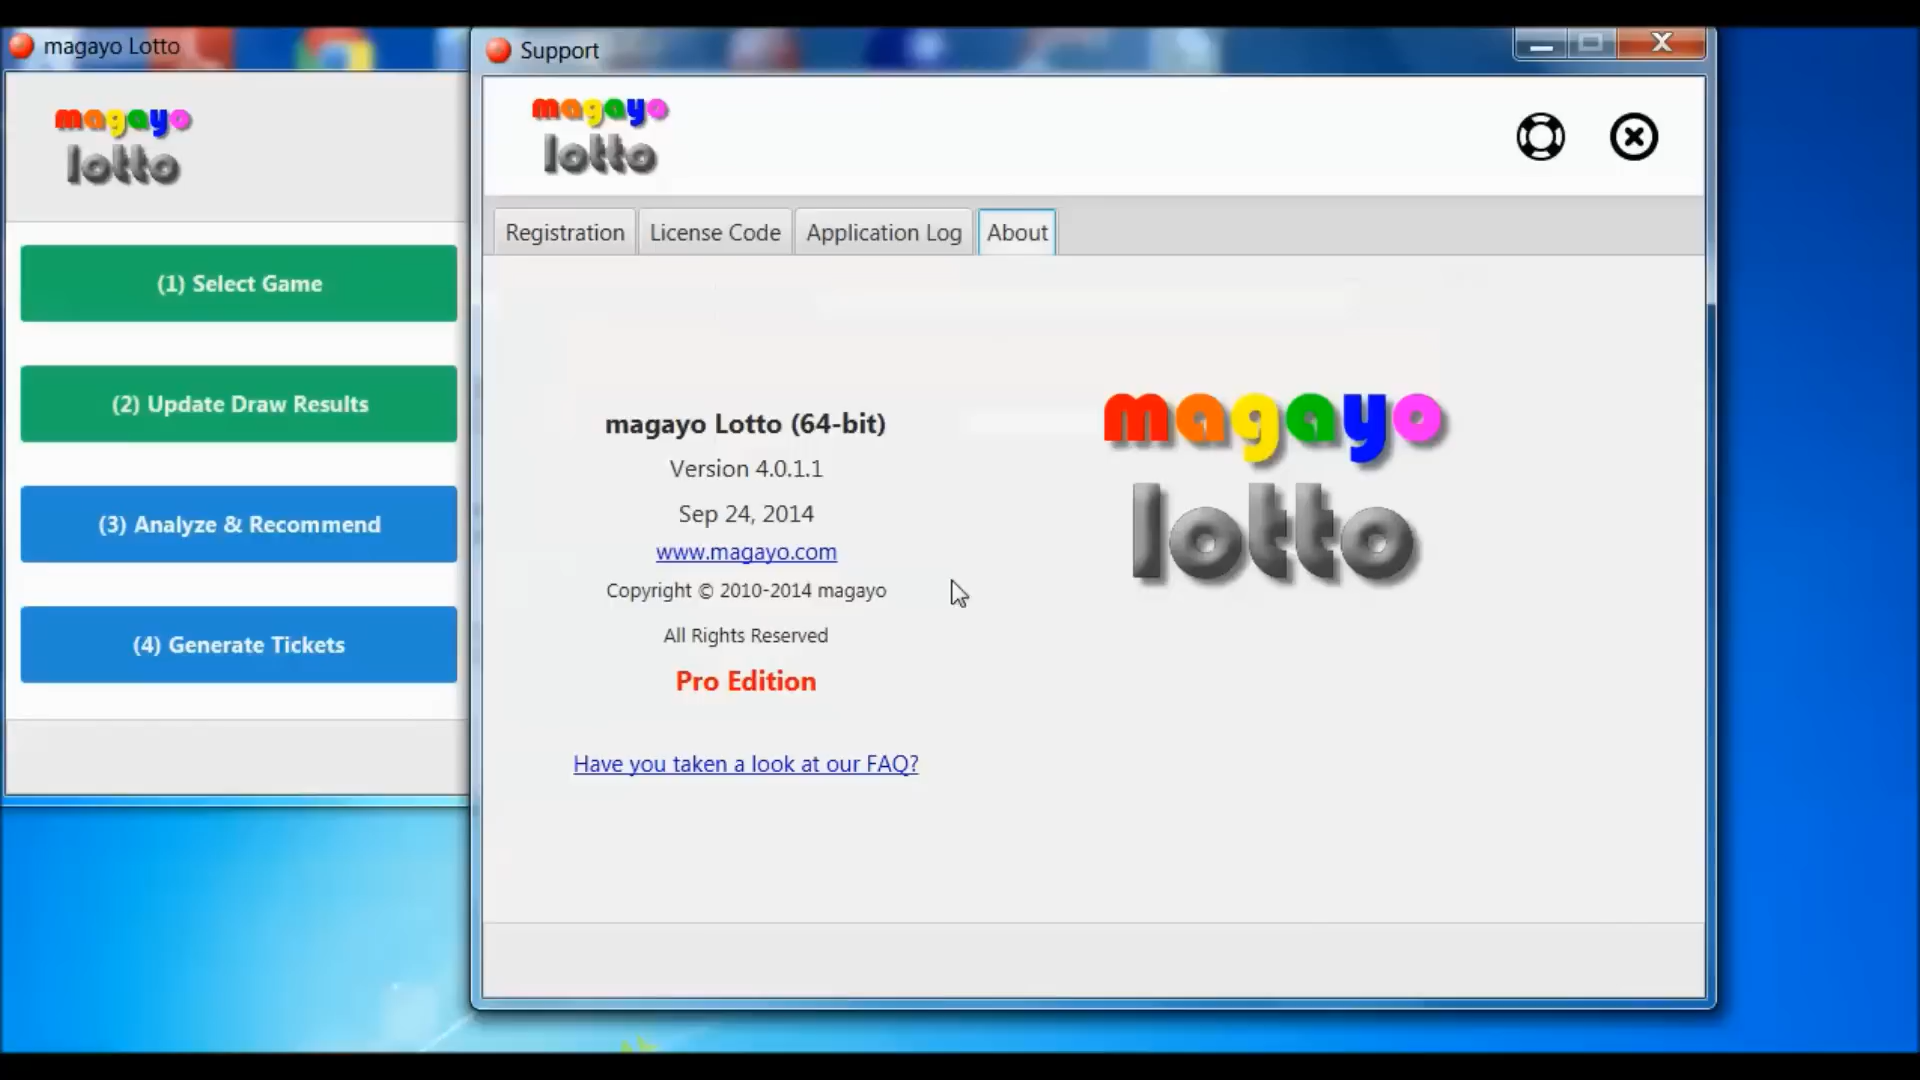 magayo Lotto
magayo
lotto
(1) Select Game
(2) Update Draw Results
(3) Analyze & Recommend
(4) Generate Tickets
Support
X
magayo
lotto
Registration
License Code
Application Log
About
magayo Lotto (64-bit)
Version 4.0.1.1
Sep 24, 2014
www.magayo.com
Copyright © 2010-2014 magayo
All Rights Reserved
Pro Edition
Have you taken a look at our FAQ?
magayo
lotto